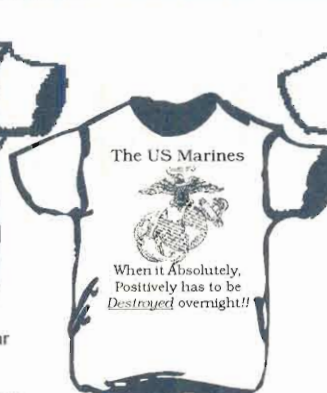 The US Marines
When it Absolutely,
Positively has to be
Destroyed overnight!!